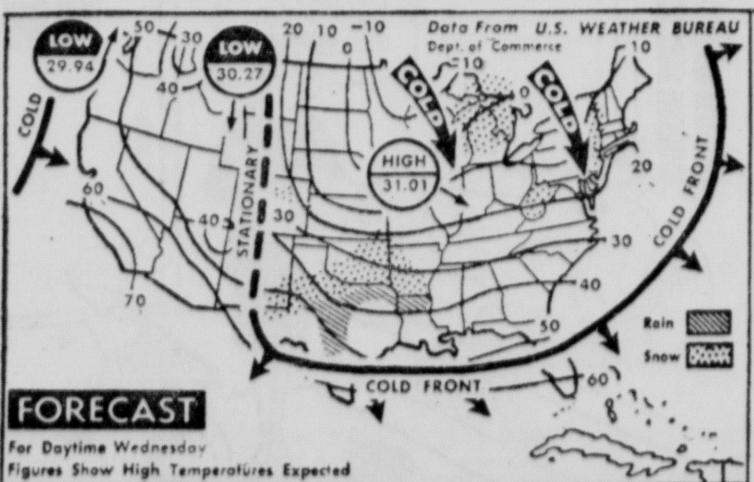 Data From U.S. WEATHER BUREAU
Dept. of Commerce
50
30
20
10
0
-10
-10
10
LOW
29.94
LOW
30.27
40
COLD
COLD
COLD
0
20
HIGH
31.01
60
40
30
STATIONARY
70
COLD FRONT
30
40
50
60
Rain
Snow
COLD FRONT
FORECAST
For Daytime Wednesday
Figures Show High Temperatures Expected